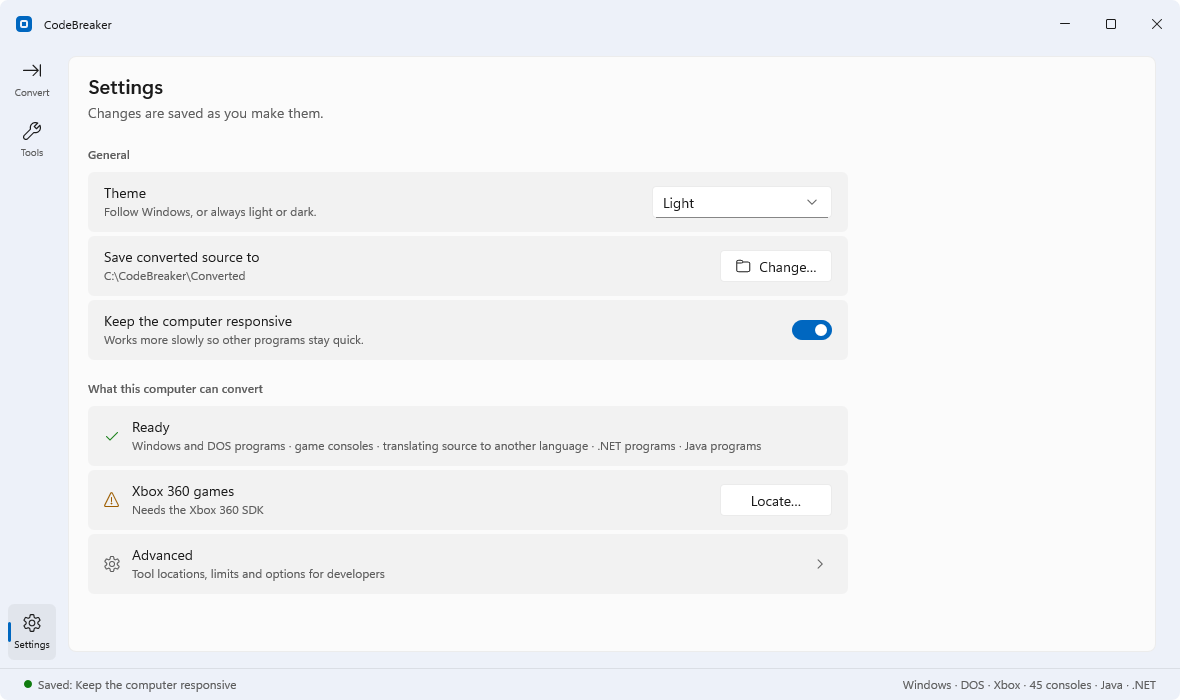 CodeBreaker
Convert
Tools
Settings
Changes are saved as you make them.
General
Theme
Follow Windows, or always light or dark.
Light
Save converted source to
C:\CodeBreaker\Converted
Change...
Keep the computer responsive
Works more slowly so other programs stay quick.
What this computer can convert
Ready
Windows and DOS programs · game consoles · translating source to another language · .NET programs · Java programs
Xbox 360 games
Needs the Xbox 360 SDK
Locate...
Advanced
Tool locations, limits and options for developers
Settings
Saved: Keep the computer responsive
Windows · DOS · Xbox · 45 consoles · Java · .NET